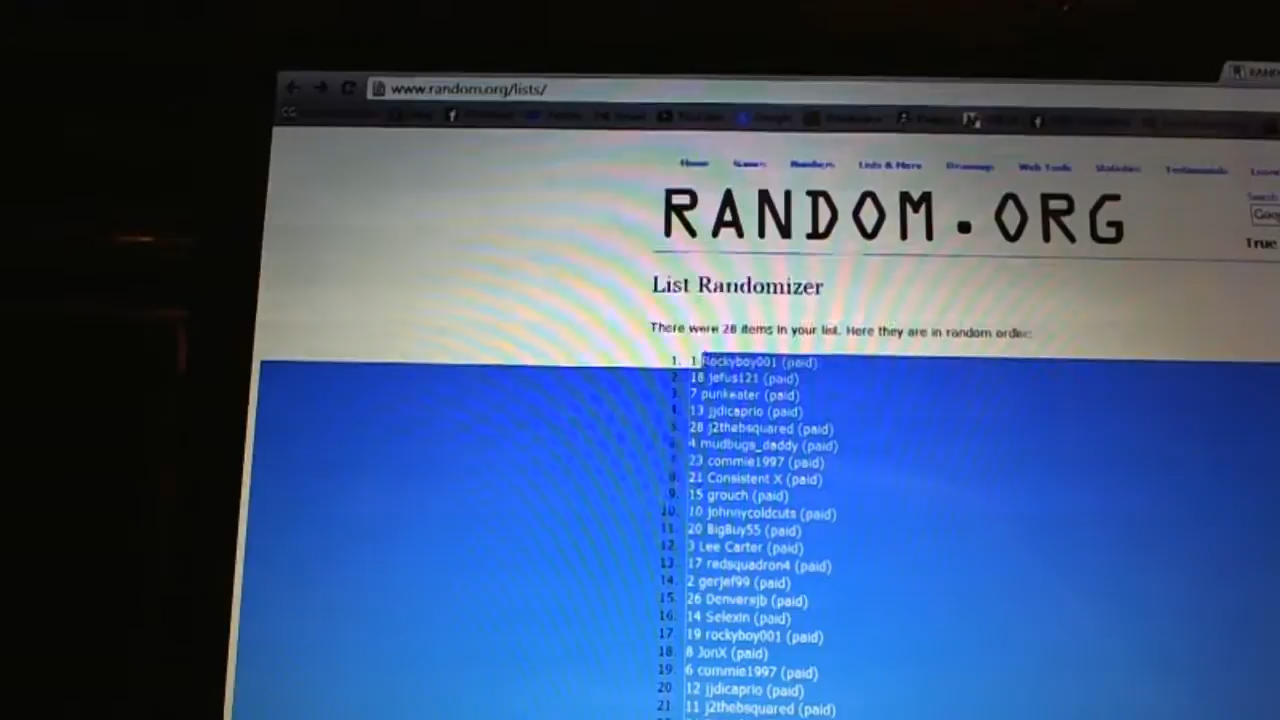 RAND
www.random.org/lists/
Home Games Numbers Lists & More Drawings Web Tools Statistics Testimonials Learn
Search
RANDOM.ORG
Goo
True
List Randomizer
There were 28 items in your list. Here they are in random order:
1. 1 Rockyboy001 (paid)
2. 18 jefus121 (paid)
3. 7 punkeater (paid)
4. 13 jjdicaprio (paid)
5. 28 j2thebsquared (paid)
6. 4 mudbugs_daddy (paid)
7. 23 commie1997 (paid)
8. 21 Consistent X (paid)
9. 15 grouch (paid)
10. 10 johnnycoldcuts (paid)
11. 20 BigBuy55 (paid)
12. 3 Lee Carter (paid)
13. 17 redsquadron4 (paid)
14. 2 gerjef99 (paid)
15. 26 Denversjb (paid)
16. 14 Selexin (paid)
17. 19 rockyboy001 (paid)
18. 8 JonX (paid)
19. 6 commie1997 (paid)
20 12 jjdicaprio (paid)
21 11 j2thebsquared (paid)